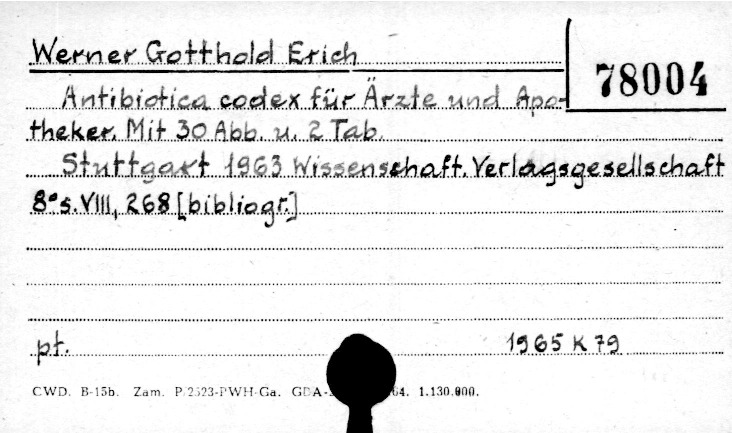 Werner Gotthold Erich
78004
Antibiotica codex für Ärzte und Apo-
theker. Mit 30 Abb. u. 2 Tab.
Stuttgart 1963 Wissenschaft. Verlagsgesellschaft
8° s. VIII, 268 [bibliogr.]
pt. 1965 K 79
CWD. B-15b. Zam. P/2523-PWH-Ga. GDA- 64. 1.130.000.